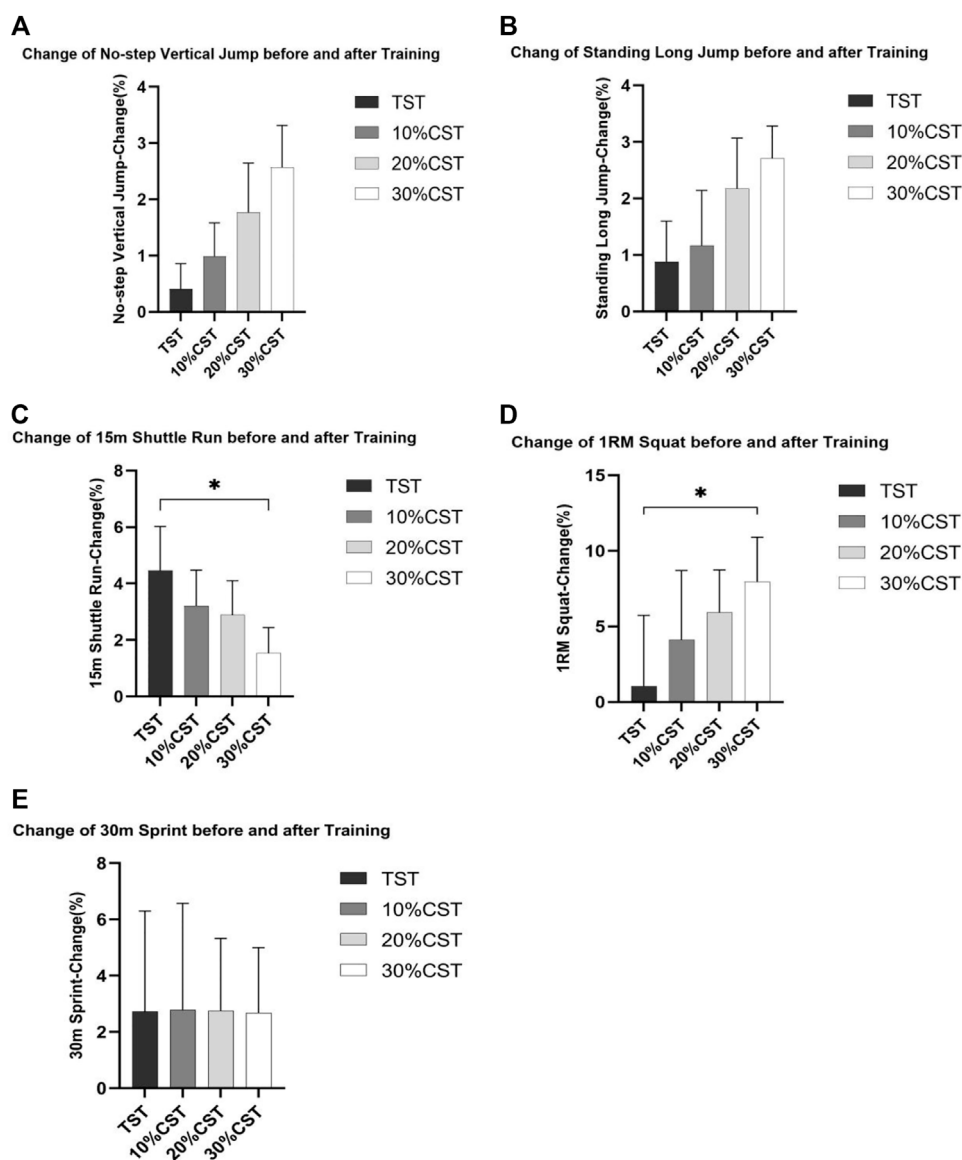 A
Change of No-step Vertical Jump before and after Training
No-step Vertical Jump-Change(%)
4
3
2
1
0
TST
10%CST
20%CST
30%CST
TST
10%CST
20%CST
30%CST
B
Chang of Standing Long Jump before and after Training
Standing Long Jump-Change(%)
4
3
2
1
0
TST
10%CST
20%CST
30%CST
TST
10%CST
20%CST
30%CST
C
Change of 15m Shuttle Run before and after Training
15m Shuttle Run-Change(%)
8
6
4
2
0
*
TST
10%CST
20%CST
30%CST
TST
10%CST
20%CST
30%CST
D
Change of 1RM Squat before and after Training
1RM Squat-Change(%)
15
10
5
0
*
TST
10%CST
20%CST
30%CST
TST
10%CST
20%CST
30%CST
E
Change of 30m Sprint before and after Training
30m Sprint-Change(%)
8
6
4
2
0
TST
10%CST
20%CST
30%CST
TST
10%CST
20%CST
30%CST